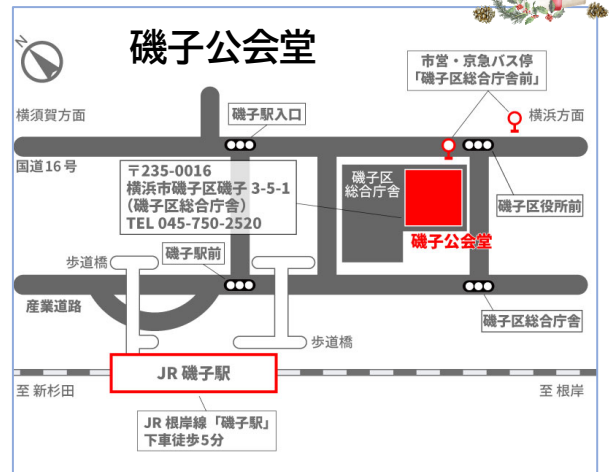 磯子公会堂
N
市営・京急バス停
「磯子区総合庁舎前」
横須賀方面
磯子駅入口
横浜方面
国道16号
〒235-0016
横浜市磯子区磯子 3-5-1
（磯子区総合庁舎）
TEL 045-750-2520
磯子区
総合庁舎
磯子区役所前
磯子公会堂
歩道橋
磯子駅前
産業道路
磯子区総合庁舎
歩道橋
JR 磯子駅
至 新杉田
至 根岸
JR 根岸線「磯子駅」
下車徒歩5分